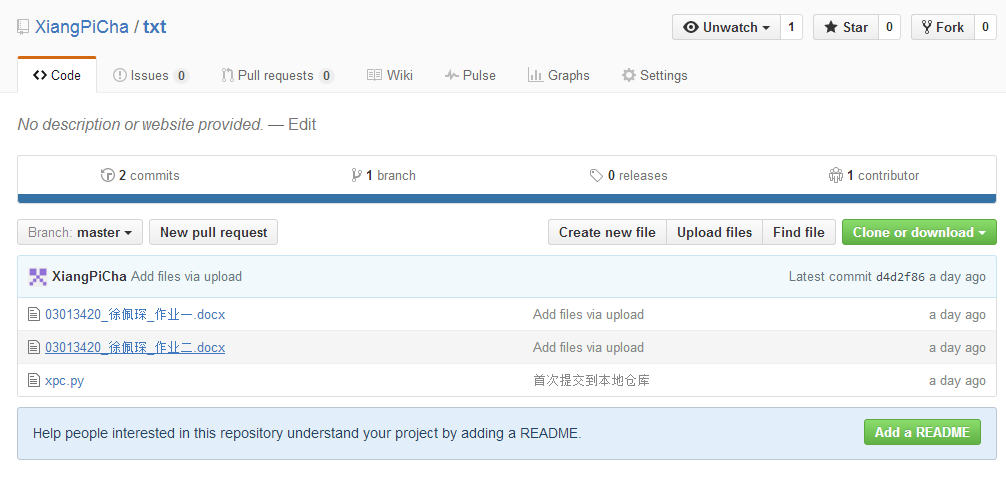 XiangPiCha / txt
Unwatch 1 Star 0 Fork 0
Code Issues 0 Pull requests 0 Wiki Pulse Graphs Settings
No description or website provided. — Edit
2 commits 1 branch 0 releases 1 contributor
Branch: master New pull request Create new file Upload files Find file Clone or download
XiangPiCha Add files via upload Latest commit d4d2f86 a day ago
03013420_徐佩琛_作业一.docx Add files via upload a day ago
03013420_徐佩琛_作业二.docx Add files via upload a day ago
xpc.py 首次提交到本地仓库 a day ago
Help people interested in this repository understand your project by adding a README. Add a README